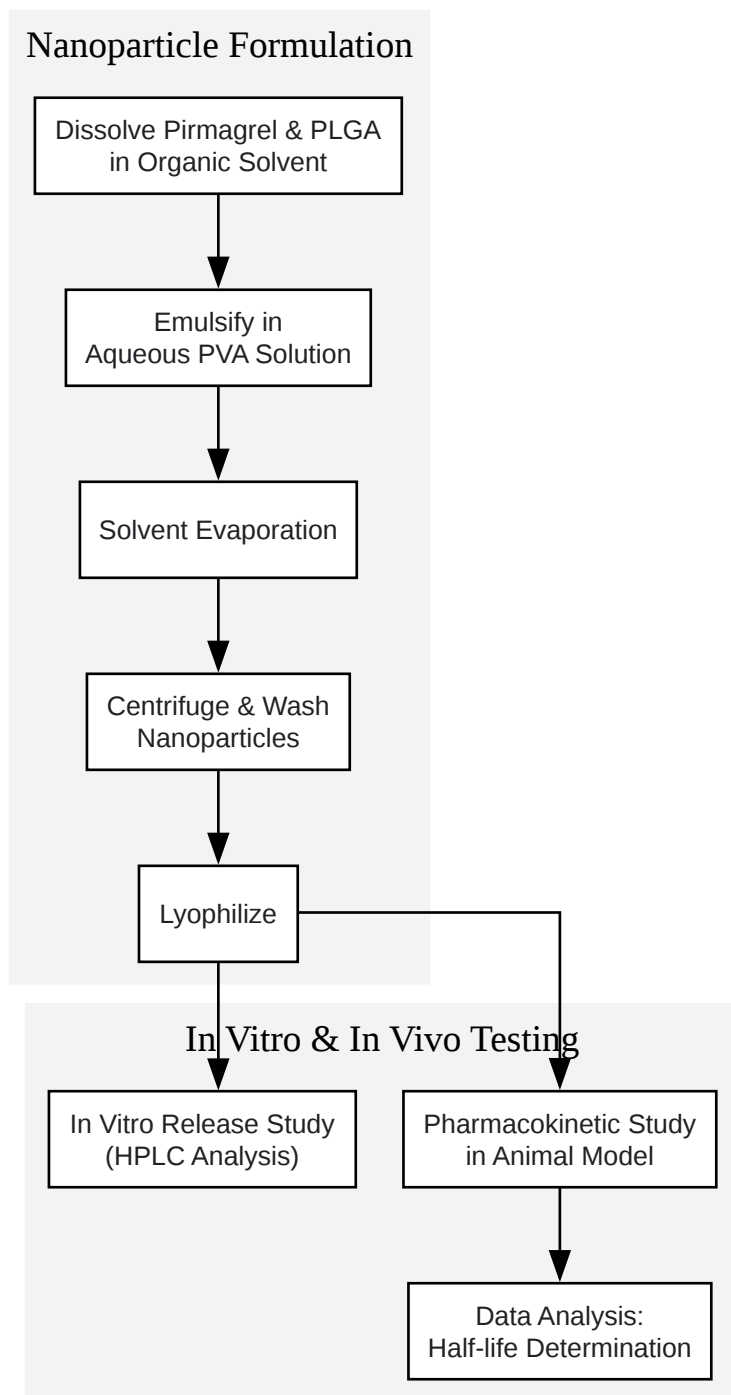 Nanoparticle Formulation
Dissolve Pirmagrel & PLGA
in Organic Solvent
Emulsify in
Aqueous PVA Solution
Solvent Evaporation
Centrifuge & Wash
Nanoparticles
Lyophilize
In Vitro & In Vivo Testing
In Vitro Release Study
(HPLC Analysis)
Pharmacokinetic Study
in Animal Model
Data Analysis:
Half-life Determination